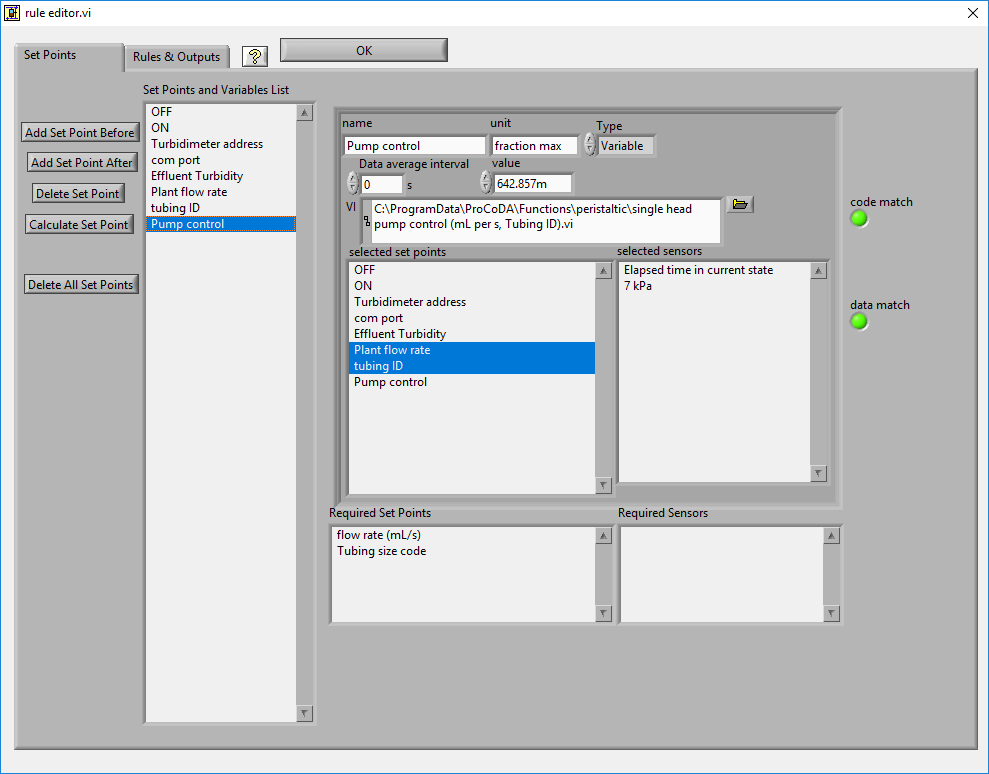 rule editor.vi
Set Points
Rules & Outputs
?
OK
Set Points and Variables List
OFF
ON
Turbidimeter address
com port
Effluent Turbidity
Plant flow rate
tubing ID
Pump control
Add Set Point Before
Add Set Point After
Delete Set Point
Calculate Set Point
Delete All Set Points
name
unit
Type
Pump control
fraction max
Variable
Data average interval
value
0
s
642.857m
VI
C:\ProgramData\ProCoDA\Functions\peristaltic\single head
pump control (mL per s, Tubing ID).vi
code match
data match
selected set points
OFF
ON
Turbidimeter address
com port
Effluent Turbidity
Plant flow rate
tubing ID
Pump control
selected sensors
Elapsed time in current state
7 kPa
Required Set Points
flow rate (mL/s)
Tubing size code
Required Sensors